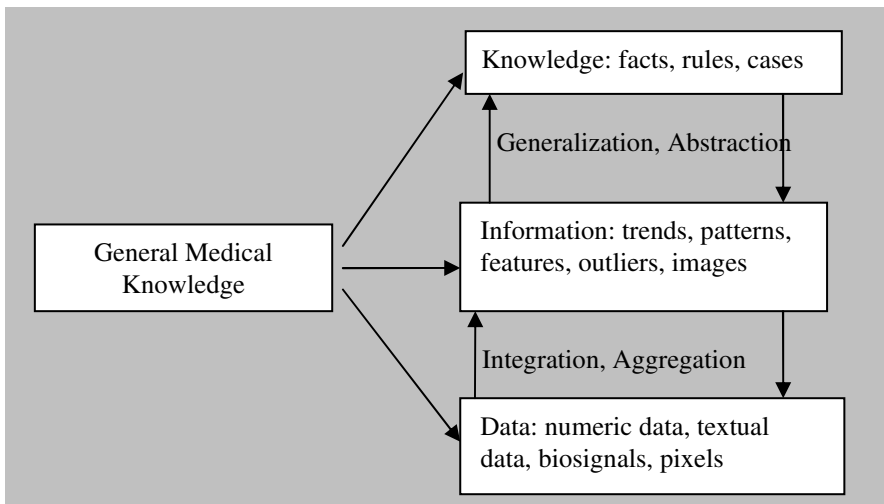 Knowledge: facts, rules, cases
Generalization, Abstraction
Information: trends, patterns,
features, outliers, images
General Medical
Knowledge
Integration, Aggregation
Data: numeric data, textual
data, biosignals, pixels